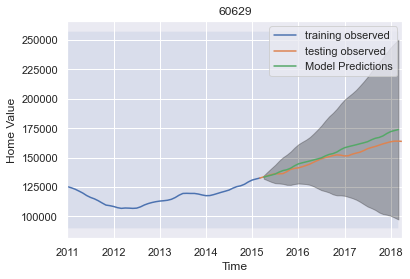 60629
training observed
testing observed
Model Predictions
Home Value
250000
225000
200000
175000
150000
125000
100000
2011 2012 2013 2014 2015 2016 2017 2018
Time